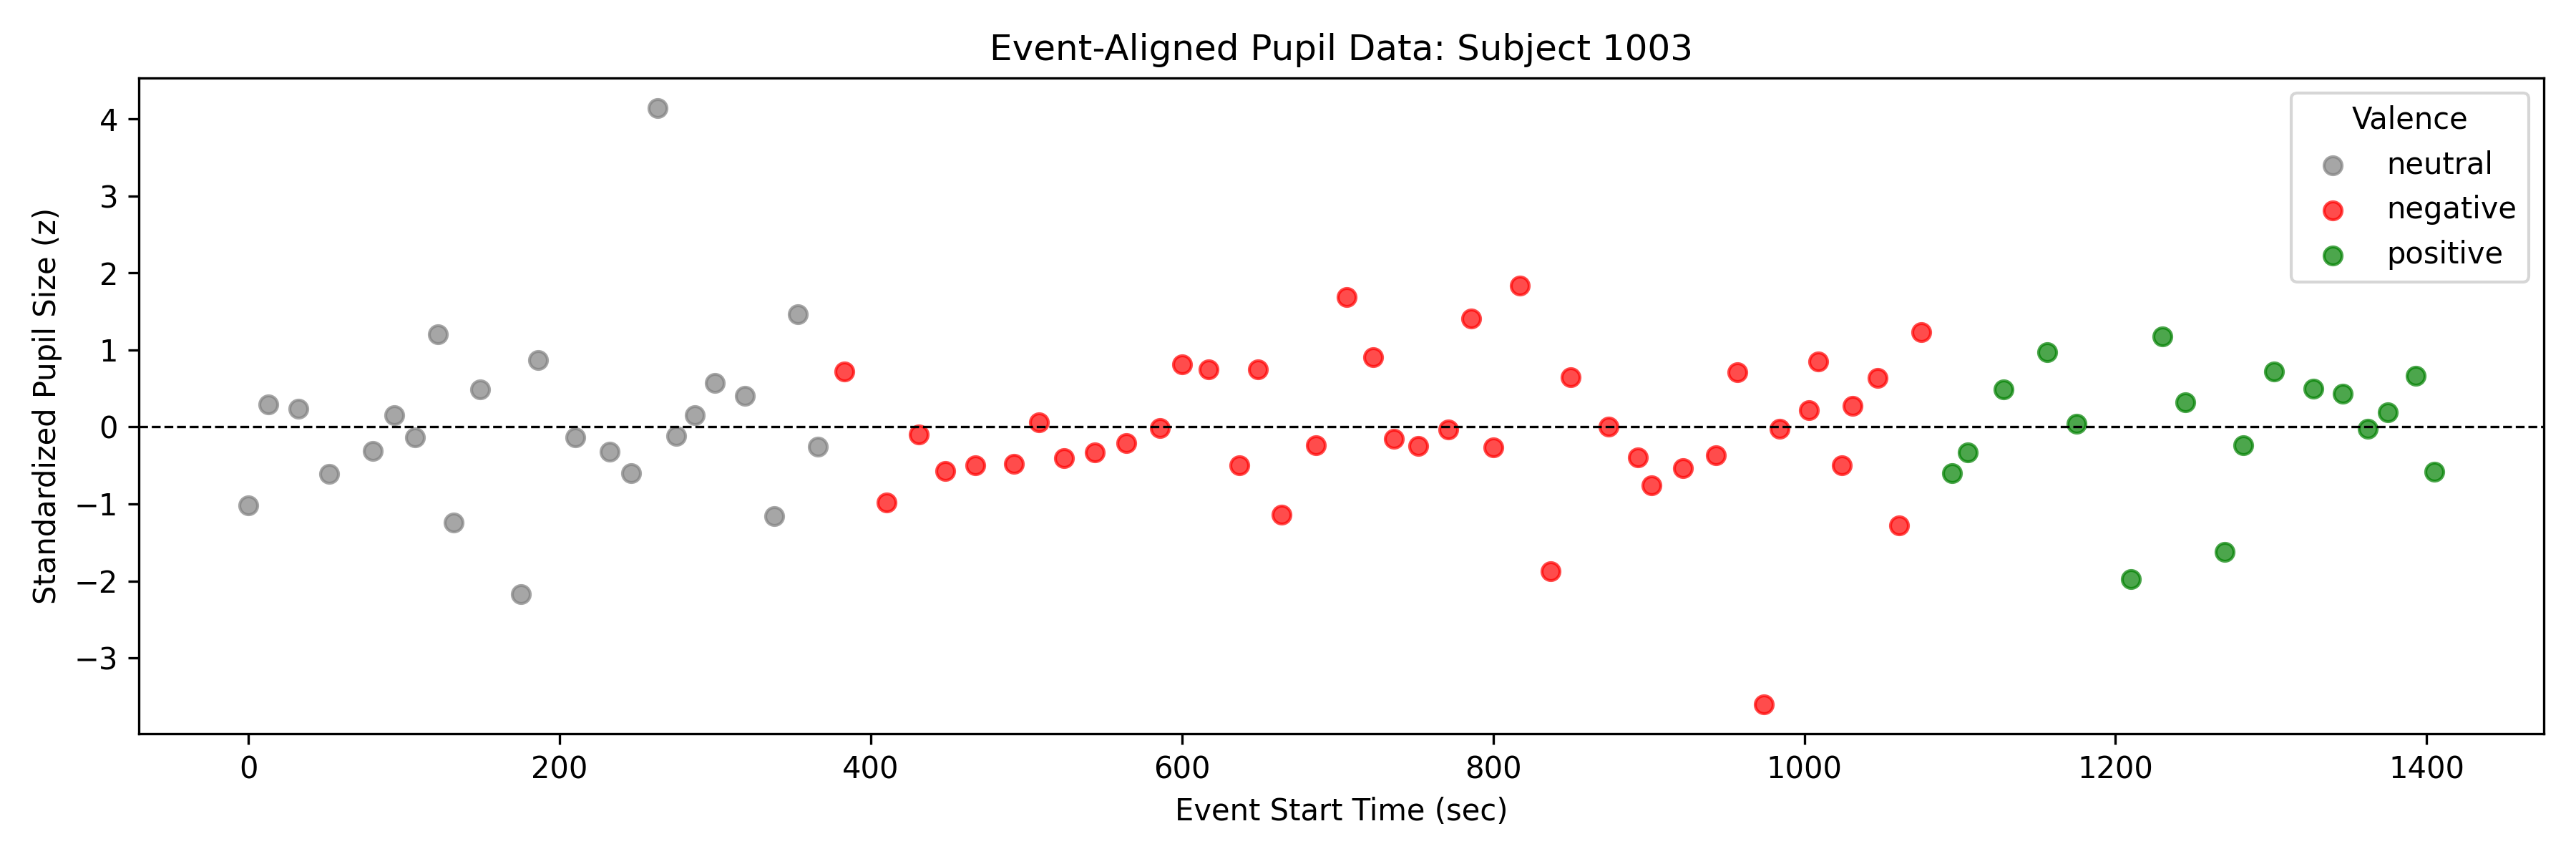 Event-Aligned Pupil Data: Subject 1003
Standardized Pupil Size (z)
4
3
2
1
0
−1
−2
−3
Valence
neutral
negative
positive
0 200 400 600 800 1000 1200 1400
Event Start Time (sec)